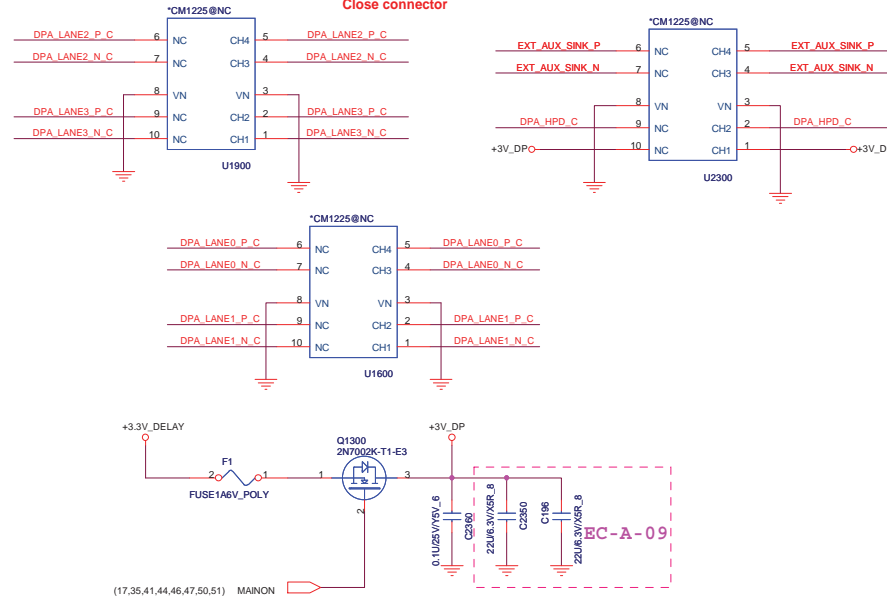 Close connector
*CM1225@NC
DPA_LANE2_P_C 6 NC CH4 5 DPA_LANE2_P_C
DPA_LANE2_N_C 7 NC CH3 4 DPA_LANE2_N_C
8 VN VN 3
DPA_LANE3_P_C 9 NC CH2 2 DPA_LANE3_P_C
DPA_LANE3_N_C 10 NC CH1 1 DPA_LANE3_N_C
U1900
*CM1225@NC
EXT_AUX_SINK_P 6 NC CH4 5 EXT_AUX_SINK_P
EXT_AUX_SINK_N 7 NC CH3 4 EXT_AUX_SINK_N
8 VN VN 3
DPA_HPD_C 9 NC CH2 2 DPA_HPD_C
+3V_DP 10 NC CH1 1 +3V_D
U2300
*CM1225@NC
DPA_LANE0_P_C 6 NC CH4 5 DPA_LANE0_P_C
DPA_LANE0_N_C 7 NC CH3 4 DPA_LANE0_N_C
8 VN VN 3
DPA_LANE1_P_C 9 NC CH2 2 DPA_LANE1_P_C
DPA_LANE1_N_C 10 NC CH1 1 DPA_LANE1_N_C
U1600
+3.3V_DELAY
F1
2 1
FUSE1A6V_POLY
Q1300
2N7002K-T1-E3
1 3
2
+3V_DP
0.1U/25V/Y5V_6
C2360
22U/6.3V/X5R_8
C2350
C196
22U/6.3V/X5R_8
EC-A-09
(17,35,41,44,46,47,50,51) MAINON